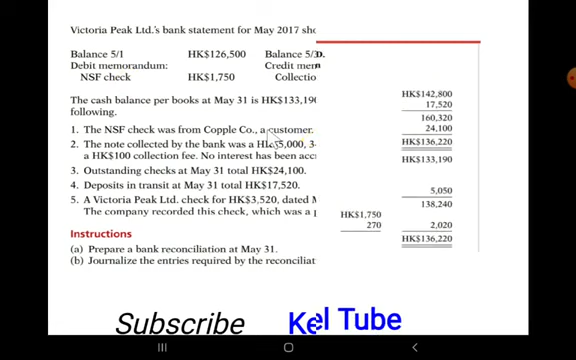 Victoria Peak Ltd.'s bank statement for May 2017 sho
Balance 5/1 HK$126,500 Balance 5/3
Debit memorandum: Credit mem
NSF check HK$1,750 Collectio
The cash balance per books at May 31 is HK$133,190
following.
1. The NSF check was from Copple Co., a customer.
2. The note collected by the bank was a HK$5,000, 3-
a HK$100 collection fee. No interest has been accr
3. Outstanding checks at May 31 total HK$24,100.
4. Deposits in transit at May 31 total HK$17,520.
5. A Victoria Peak Ltd. check for HK$3,520, dated M
The company recorded this check, which was a p
Instructions
(a) Prepare a bank reconciliation at May 31.
(b) Journalize the entries required by the reconciliat
HK$142,800
17,520
160,320
24,100
HK$136,220
HK$133,190
5,050
138,240
HK$1,750
270 2,020
HK$136,220
Subscribe Kel Tube